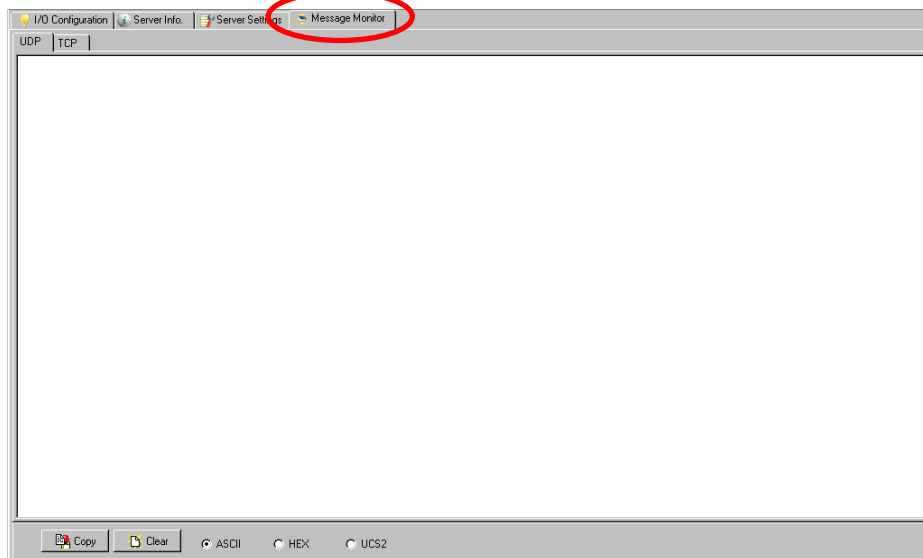 I/O Configuration Server Info. Server Settings Message Monitor
UDP TCP
Copy Clear ASCII HEX UCS2